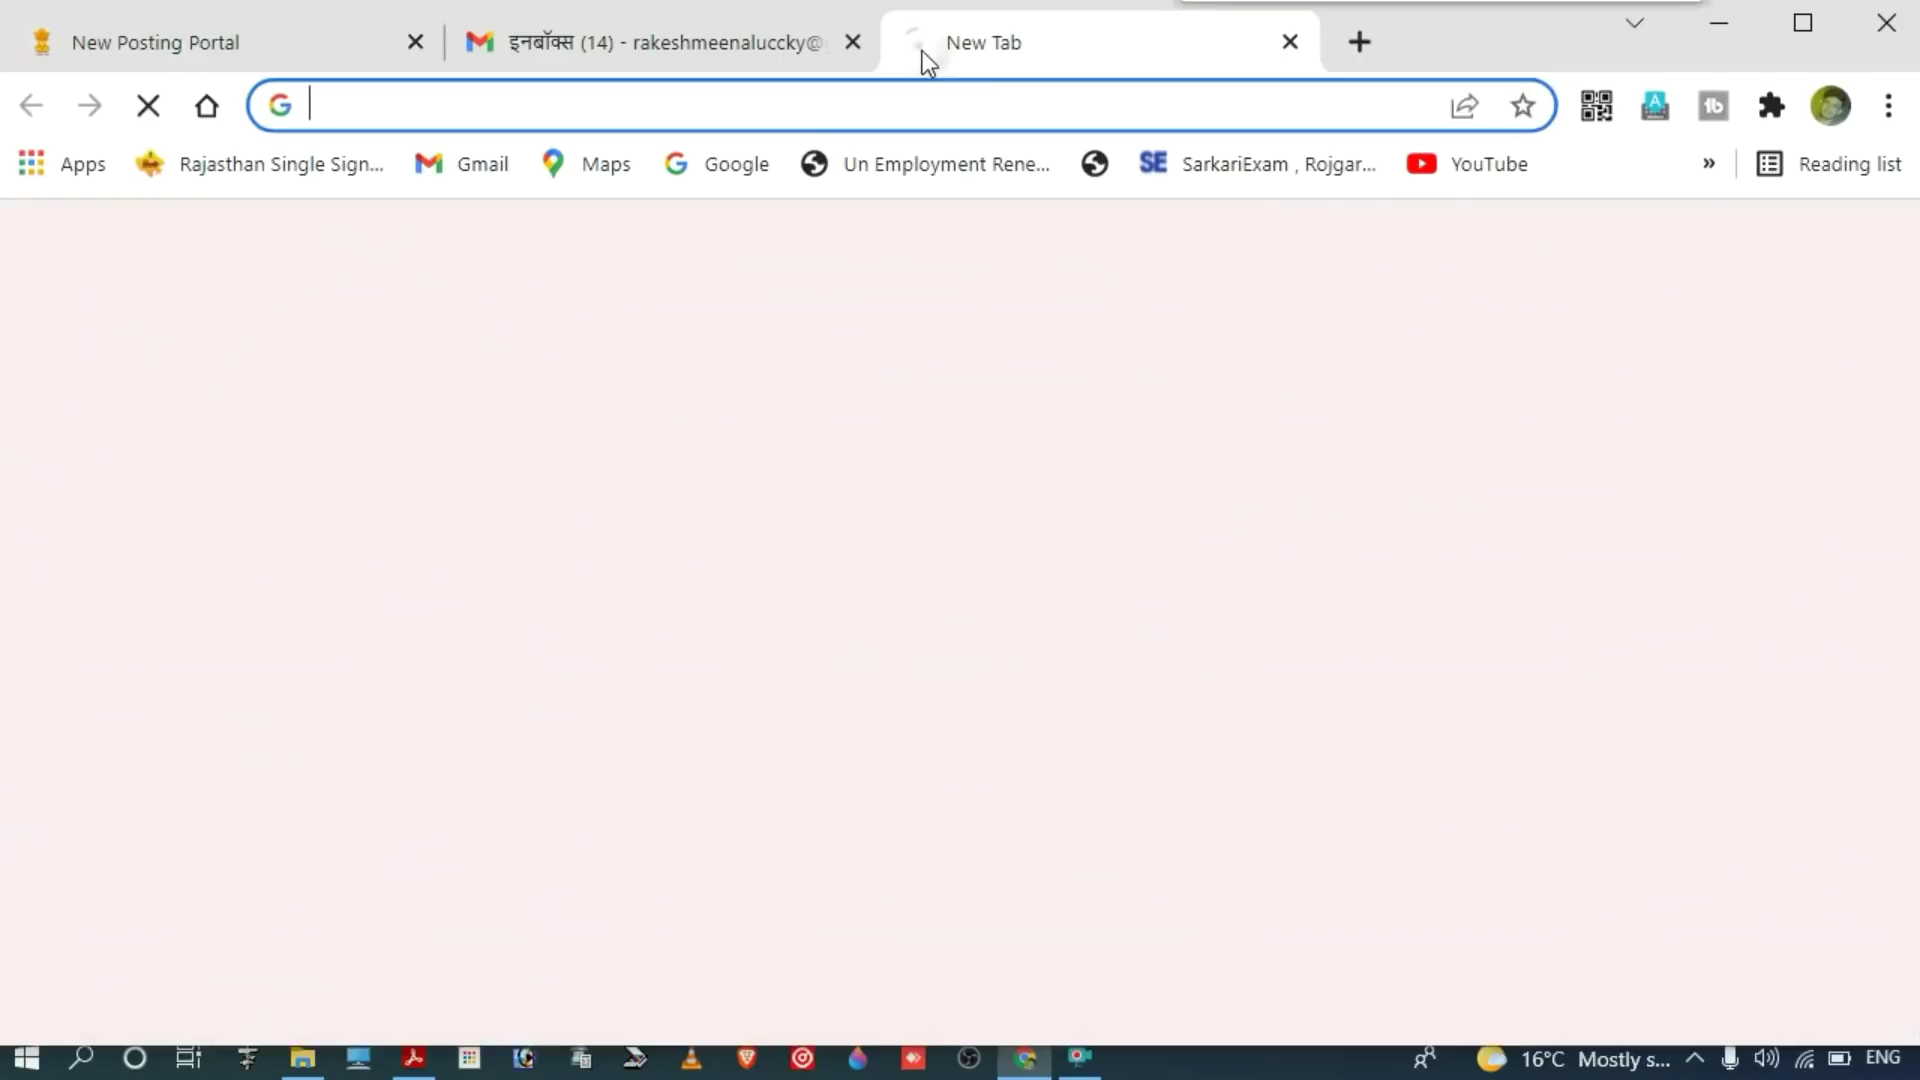 New Posting Portal
इनबॉक्स (14) - rakeshmeenaluccky@
New Tab
Apps
Rajasthan Single Sign...
Gmail
Maps
Google
Un Employment Rene...
SE SarkariExam , Rojgar...
YouTube
»
Reading list
16°C Mostly s...
ENG